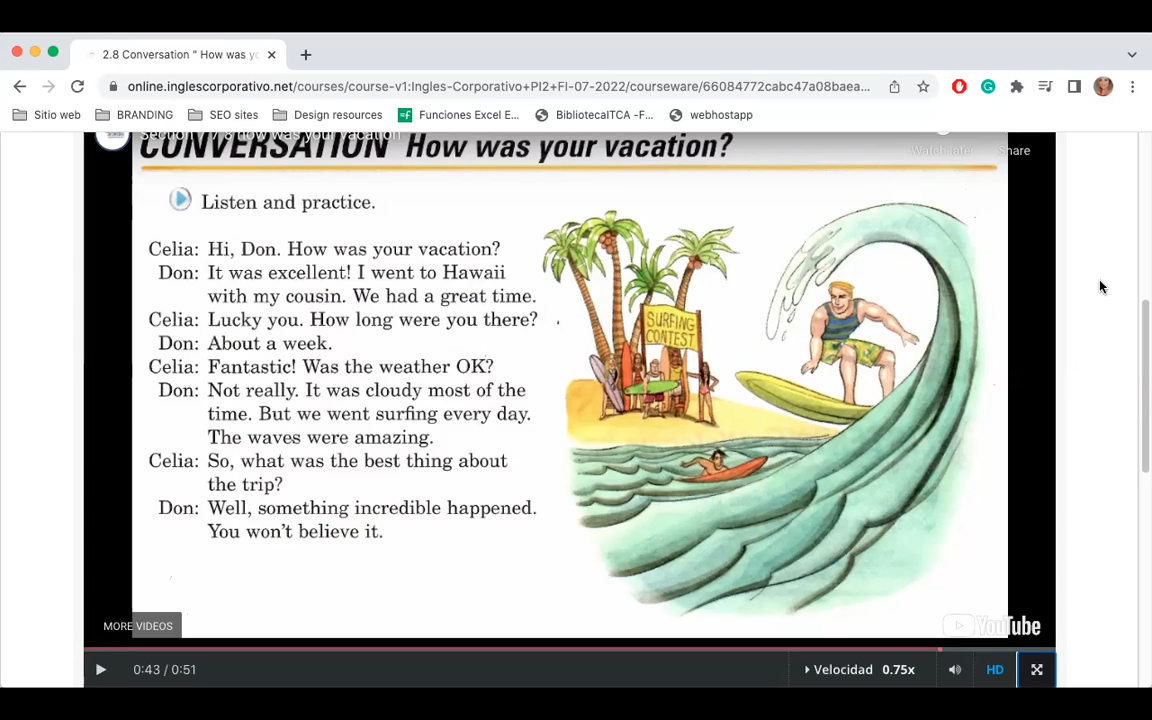 2.8 Conversation " How was yo
online.inglescorporativo.net/courses/course-v1:Ingles-Corporativo+PI2+FI-07-2022/courseware/66084772cabc47a08baea...
Sitio web BRANDING SEO sites Design resources Funciones Excel E... BibliotecaITCA -F... webhostapp
how was your vacation
Watch later Share
CONVERSATION How was your vacation?
Listen and practice.
Celia: Hi, Don. How was your vacation?
Don: It was excellent! I went to Hawaii
with my cousin. We had a great time.
Celia: Lucky you. How long were you there?
Don: About a week.
Celia: Fantastic! Was the weather OK?
Don: Not really. It was cloudy most of the
time. But we went surfing every day.
The waves were amazing.
Celia: So, what was the best thing about
the trip?
Don: Well, something incredible happened.
You won't believe it.
SURFING
CONTEST
MORE VIDEOS
YouTube
0:43 / 0:51
Velocidad 0.75x
HD